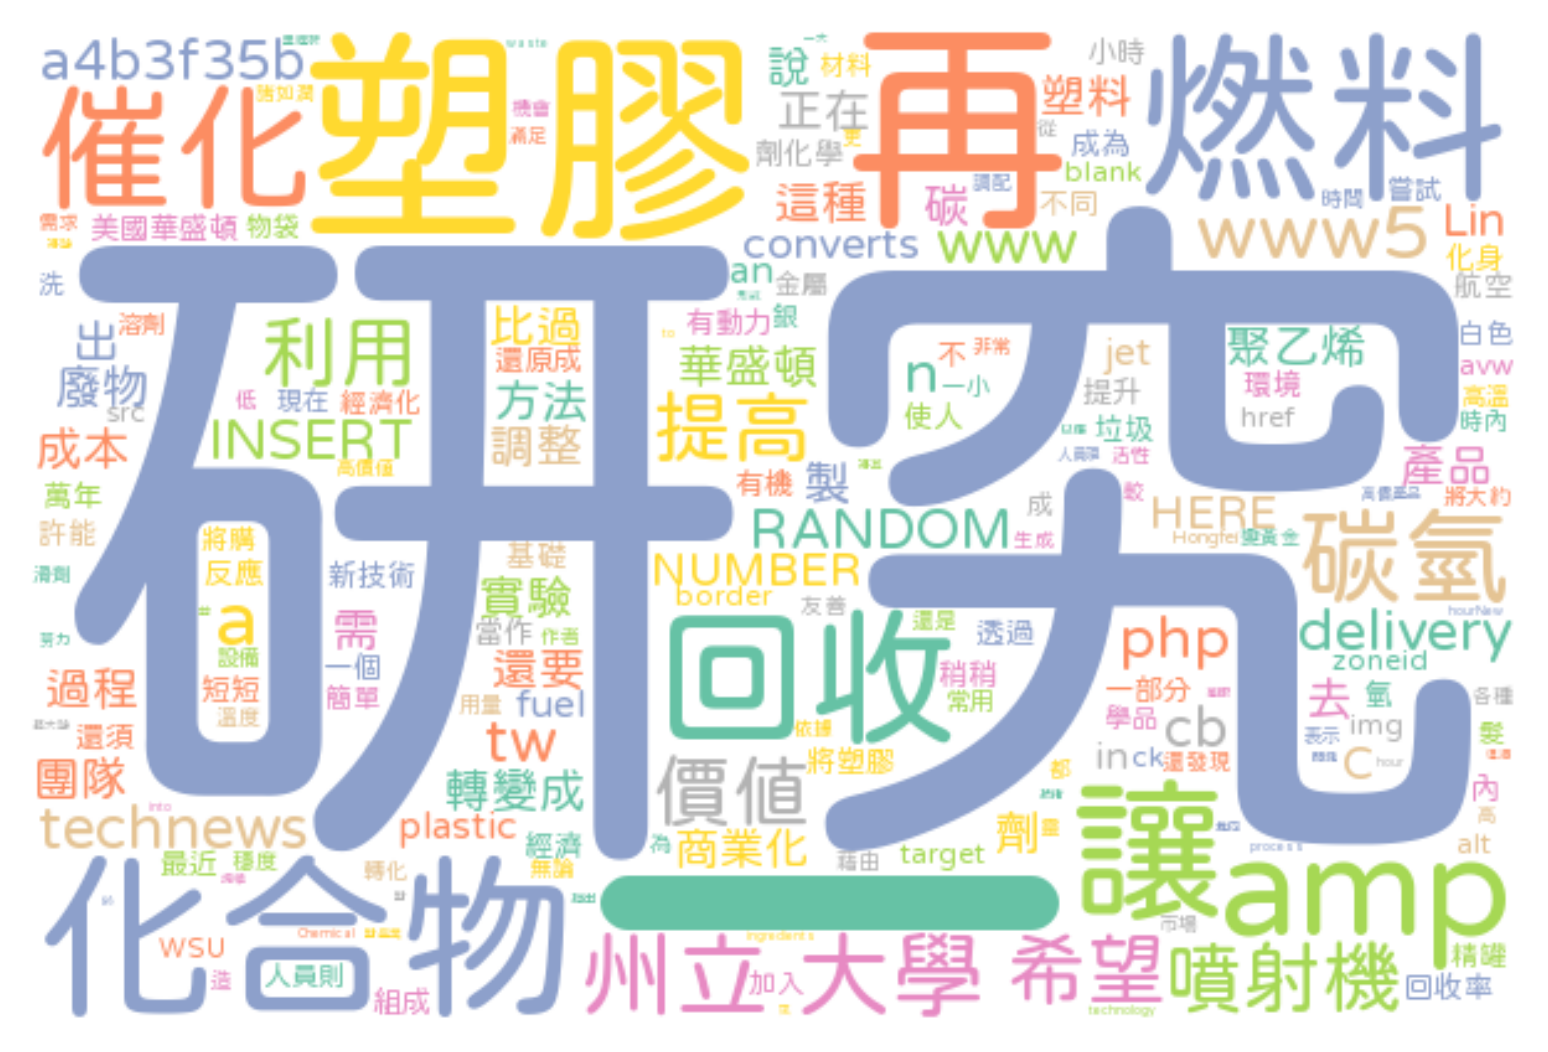 a4b3f35b
催化
塑膠
再
燃料
諸如潤
機會
滿足
waste
說
材料
正在
劑化學
更
小時
塑料
從
成為
blank
嘗試
時間
調配
這種
碳
不同
需求
美國華盛頓
物袋
converts
www
www5
Lin
化身
航空
研究
洗
出
溶劑
廢物
src
利用
比過
還原成
有動力
銀
an
金屬
華盛頓
不
非常
n
一小
使人
jet
提升
聚乙烯
環境
href
白色
avw
高溫
時內
低
現在
經濟化
方法
INSERT
調整
提高
高價值
成本
萬年
許能
有機
製
垃圾
人員
活性
產品
高價產品
將大約
較
成
RANDOM
生成
HERE
Hongfei
變黃金
碳氫
將購
反應
新技術
基礎
滑劑
NUMBER
border
友善
實驗
a
需
當作
作者
設備
努力
回收
還是
透過
php
delivery
hourNew
zoneid
一個
還要
稍稍
常用
過程
短短
簡單
用量
fuel
溫度
一部分
去
氫
各種
學品
cb
img
表示
髮
還須
tw
依據
將塑膠
in
ck
還發現
C
hour
都
團隊
轉變成
價值
內
technews
into
plastic
經濟
為
商業化
劑
量
讓
高
alt
process
最近
穩度
轉化
無論
藉由
target
化合物
一
amp
市場
WSU
Chemical
ingredients
人員則
造
組成
州立大學
加入
希望
噴射機
精罐
回收率
technology
to